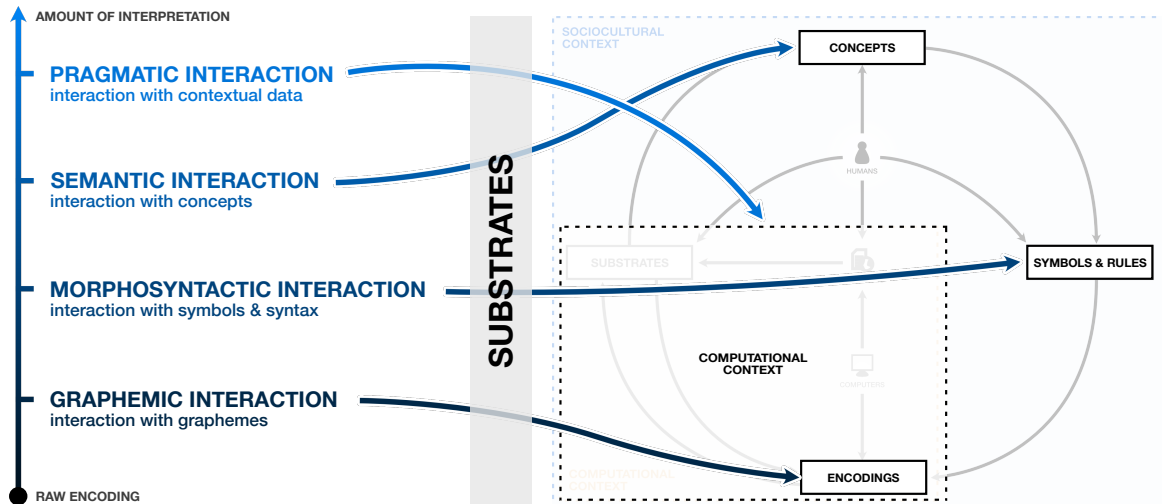 AMOUNT OF INTERPRETATION
PRAGMATIC INTERACTION
interaction with contextual data
SEMANTIC INTERACTION
interaction with concepts
MORPHOSYNTACTIC INTERACTION
interaction with symbols & syntax
GRAPHEMIC INTERACTION
interaction with graphemes
RAW ENCODING
SUBSTRATES
SOCIOCULTURAL
CONTEXT
CONCEPTS
HUMANS
SUBSTRATES
SYMBOLS & RULES
COMPUTATIONAL
CONTEXT
COMPUTERS
ENCODINGS
COMPUTATIONAL
CONTEXT